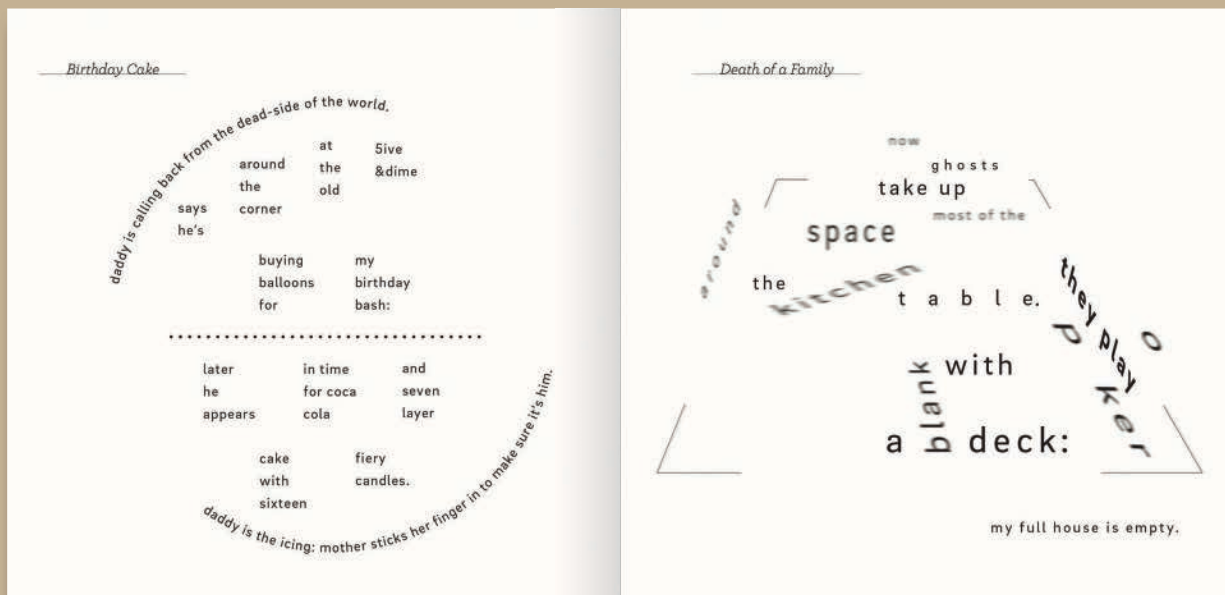 Birthday Cake
daddy is calling back from the dead-side of the world.
says
he's
around
the
corner
at
the
old
5ive
&dime
buying
balloons
for
my
birthday
bash:
later
he
appears
in time
for coca
cola
and
seven
layer
cake
with
sixteen
fiery
candles.
daddy is the icing: mother sticks her finger in to make sure it's him.
Death of a Family
now
ghosts
take up
most of the
space
around
the
kitchen
table.
they play
poker
with
a
blank
deck:
my full house is empty.